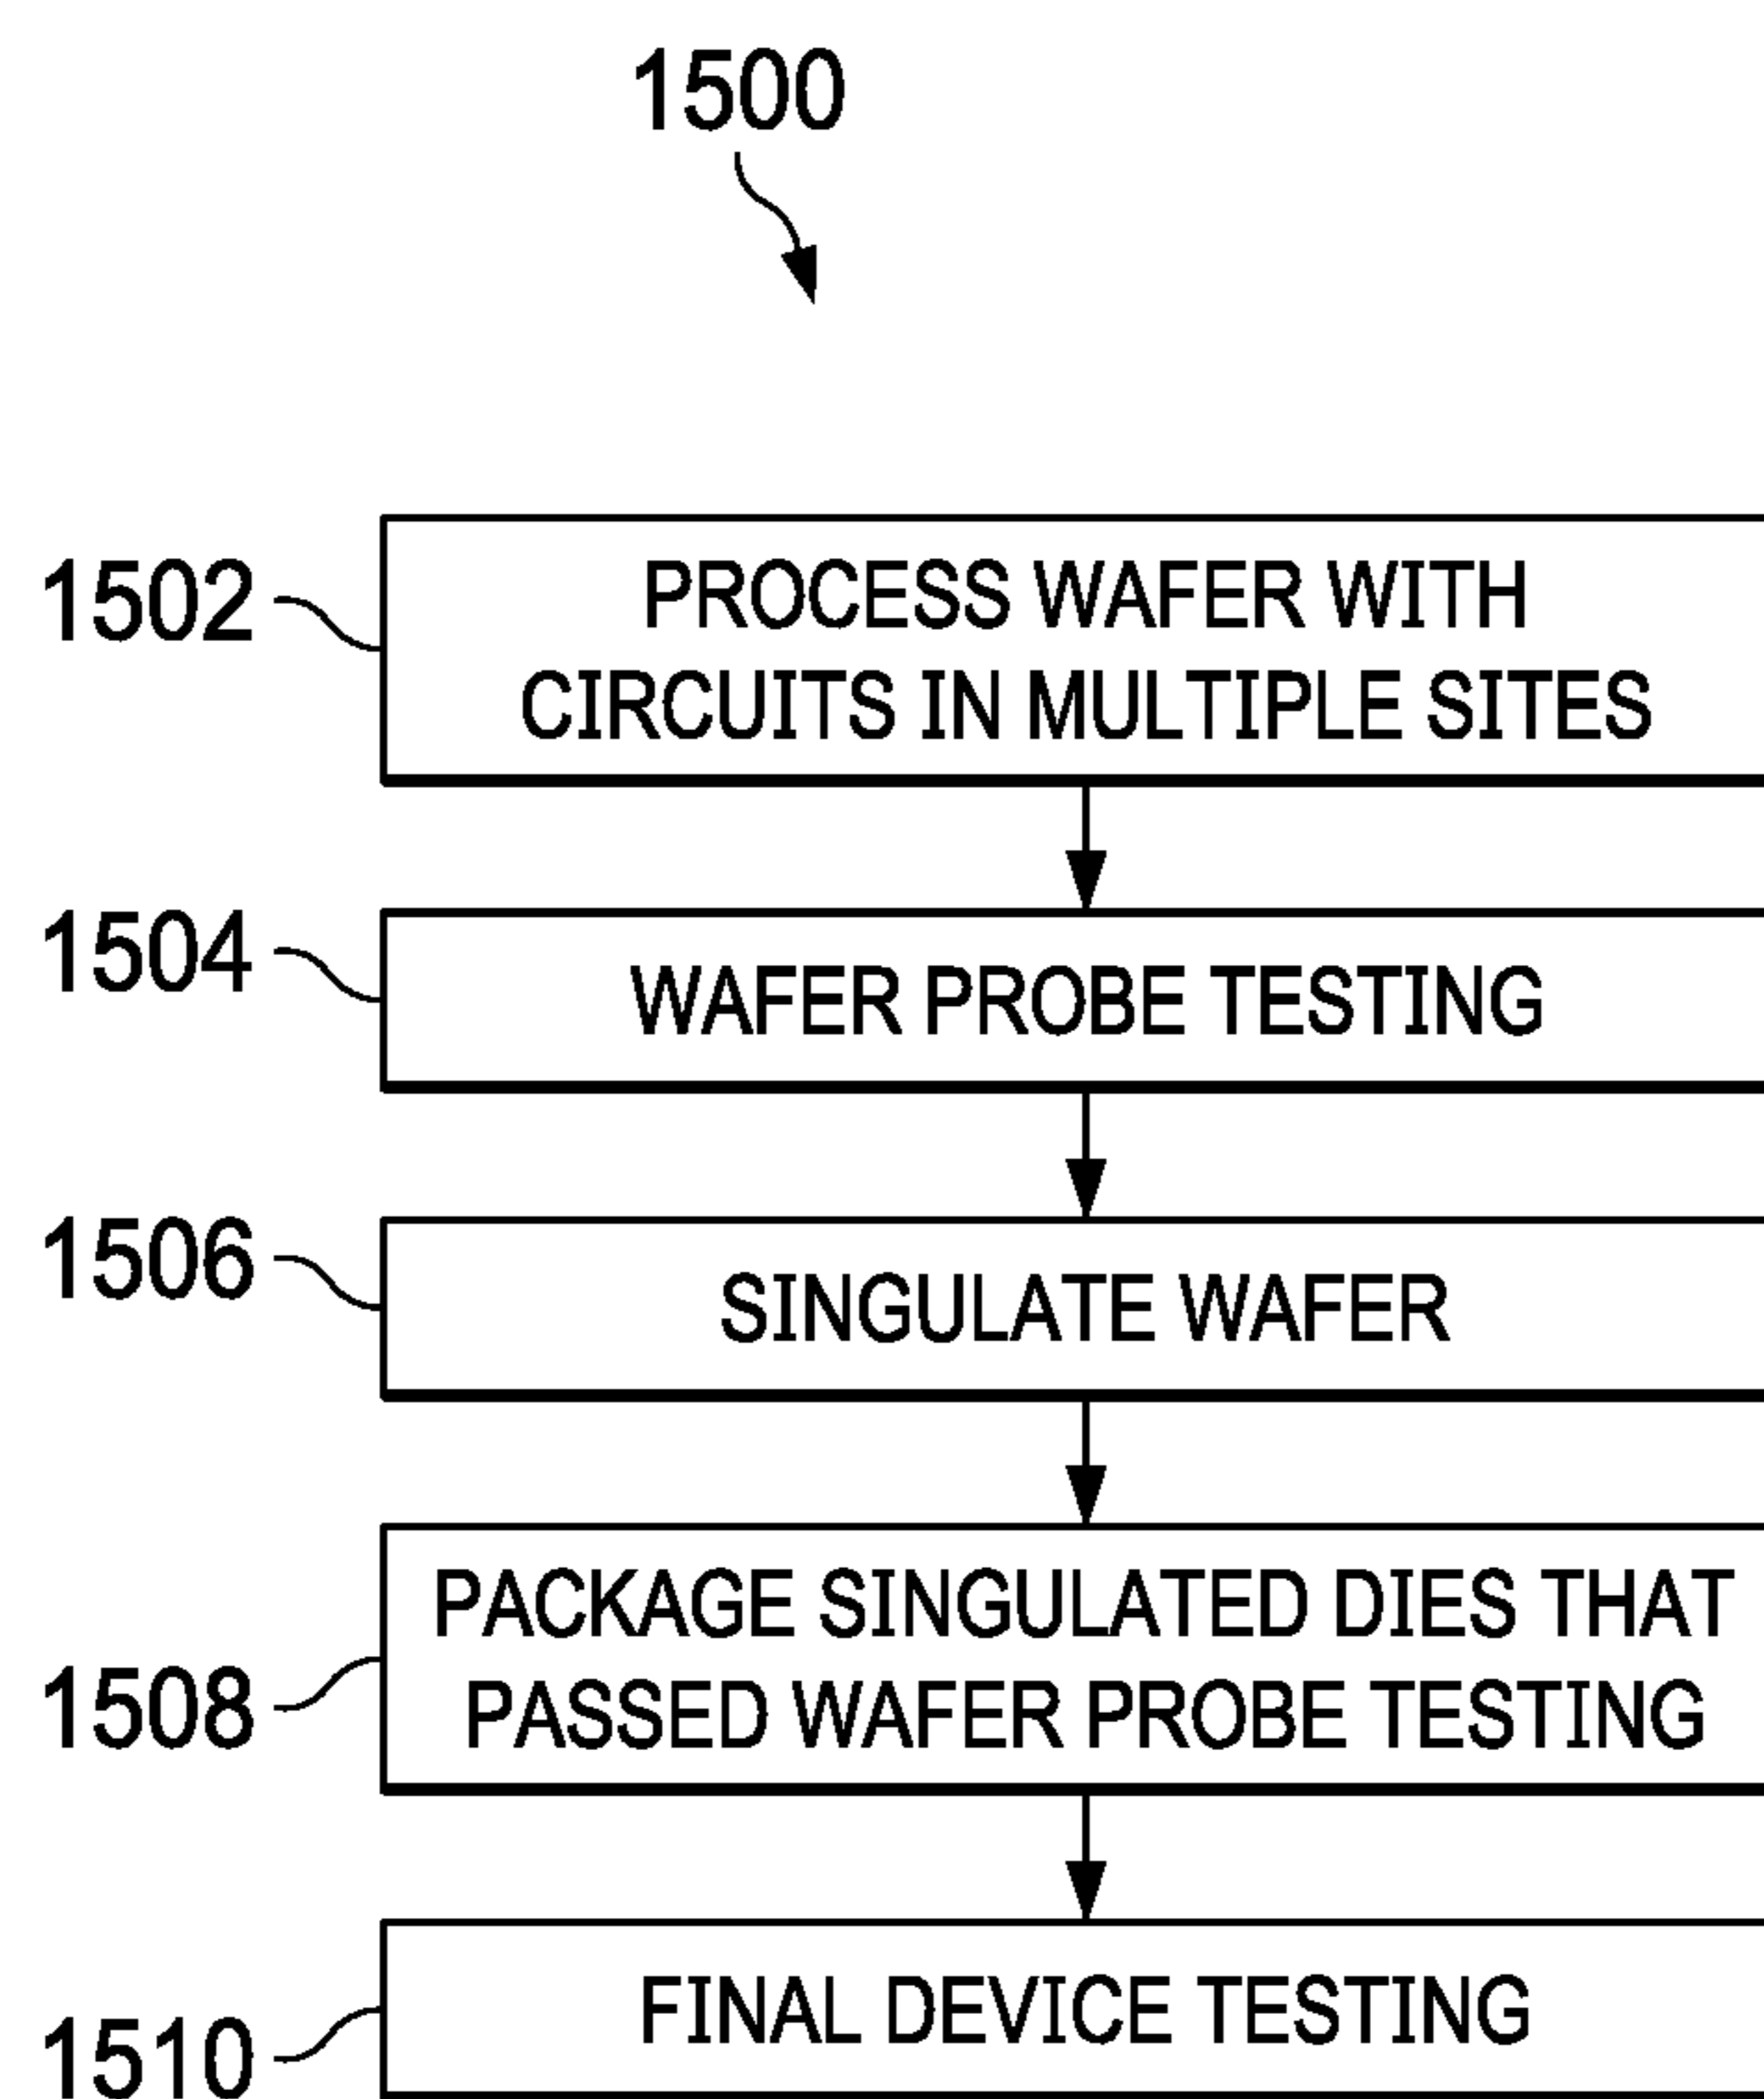 1500
1502
PROCESS WAFER WITH
CIRCUITS IN MULTIPLE SITES
1504
WAFER PROBE TESTING
1506
SINGULATE WAFER
1508
PACKAGE SINGULATED DIES THAT
PASSED WAFER PROBE TESTING
1510
FINAL DEVICE TESTING